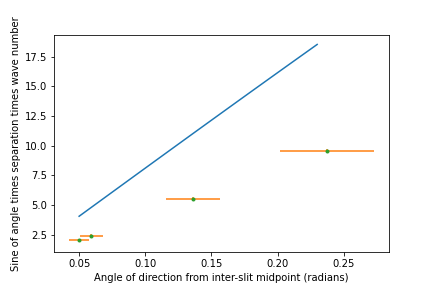 Sine of angle times separation times wave number
17.5
15.0
12.5
10.0
7.5
5.0
2.5
0.05 0.10 0.15 0.20 0.25
Angle of direction from inter-slit midpoint (radians)